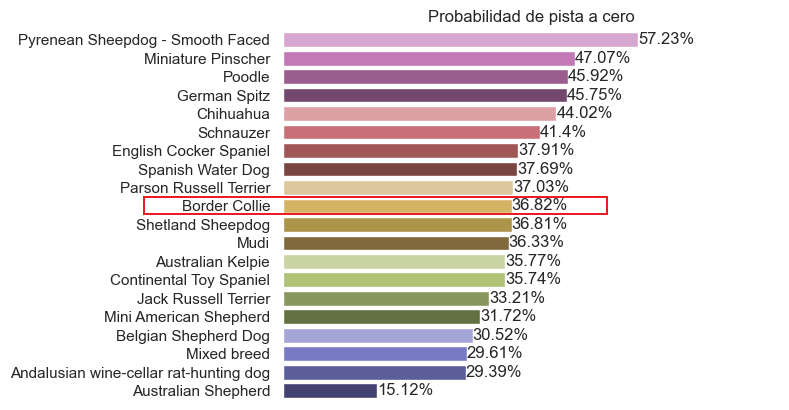 Probabilidad de pista a cero
Pyrenean Sheepdog - Smooth Faced 57.23%
Miniature Pinscher 47.07%
Poodle 45.92%
German Spitz 45.75%
Chihuahua 44.02%
Schnauzer 41.4%
English Cocker Spaniel 37.91%
Spanish Water Dog 37.69%
Parson Russell Terrier 37.03%
Border Collie 36.82%
Shetland Sheepdog 36.81%
Mudi 36.33%
Australian Kelpie 35.77%
Continental Toy Spaniel 35.74%
Jack Russell Terrier 33.21%
Mini American Shepherd 31.72%
Belgian Shepherd Dog 30.52%
Mixed breed 29.61%
Andalusian wine-cellar rat-hunting dog 29.39%
Australian Shepherd 15.12%